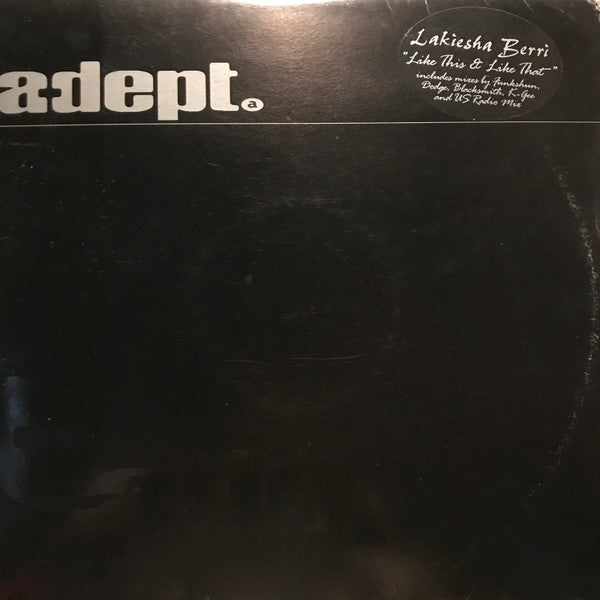 adept.
a
Lakiesha Berri
"Like This & Like That"
includes mixes by Funkshun,
Dodge, Blacksmith, K-Gee
and US Radio Mix